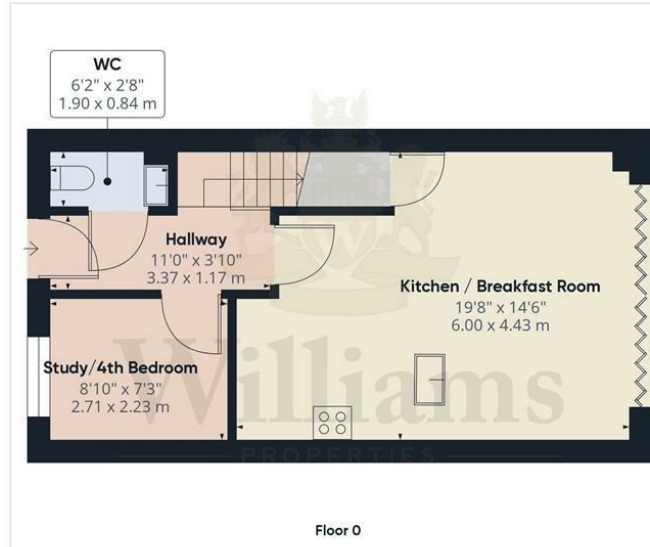 WC
6'2" x 2'8"
1.90 x 0.84 m
Hallway
11'0" x 3'10"
3.37 x 1.17 m
Kitchen / Breakfast Room
19'8" x 14'6"
6.00 x 4.43 m
Study/4th Bedroom
8'10" x 7'3"
2.71 x 2.23 m
Williams
PROPERTIES
Floor 0